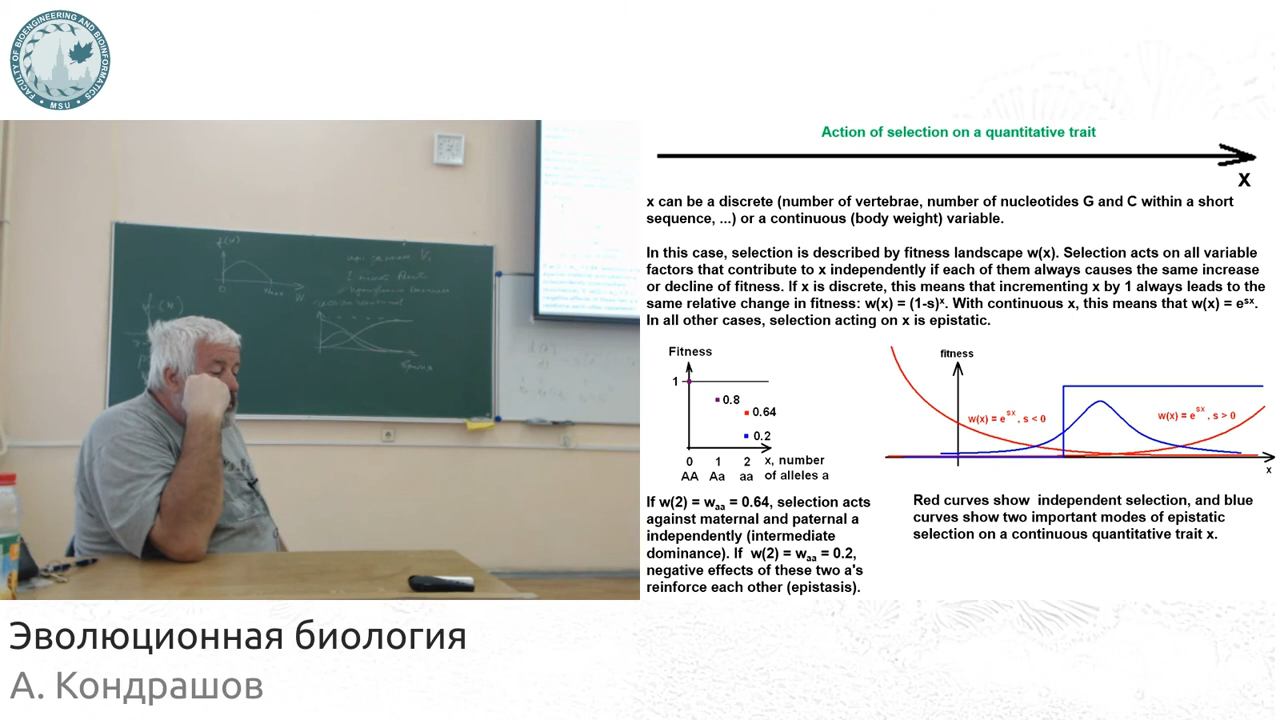 FACULTY OF BIOENGINEERING AND BIOINFORMATICS
• MSU •
f(x)
0
W
Action of selection on a quantitative trait
x
x can be a discrete (number of vertebrae, number of nucleotides G and C within a short
sequence, ...) or a continuous (body weight) variable.
In this case, selection is described by fitness landscape w(x). Selection acts on all variable
factors that contribute to x independently if each of them always causes the same increase
or decline of fitness. If x is discrete, this means that incrementing x by 1 always leads to the
same relative change in fitness: w(x) = (1-s)ˣ. With continuous x, this means that w(x) = eˢˣ.
In all other cases, selection acting on x is epistatic.
Fitness
1
0.8
0.64
0.2
0 1 2 x, number
AA Aa aa of alleles a
If w(2) = waa = 0.64, selection acts
against maternal and paternal a
independently (intermediate
dominance). If w(2) = waa = 0.2,
negative effects of these two a's
reinforce each other (epistasis).
fitness
w(x) = eˢˣ, s < 0
w(x) = eˢˣ, s > 0
x
Red curves show independent selection, and blue
curves show two important modes of epistatic
selection on a continuous quantitative trait x.
Эволюционная биология
А. Кондрашов